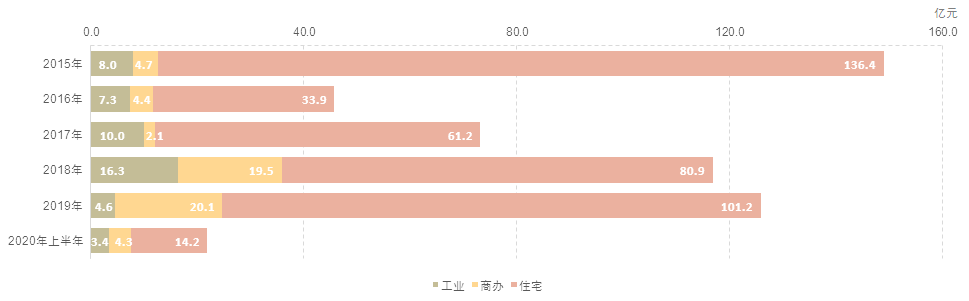 亿元
0.0 40.0 80.0 120.0 160.0
2015年 8.0 4.7 136.4
2016年 7.3 4.4 33.9
2017年 10.0 2.1 61.2
2018年 16.3 19.5 80.9
2019年 4.6 20.1 101.2
2020年上半年 3.4 4.3 14.2
工业 商办 住宅